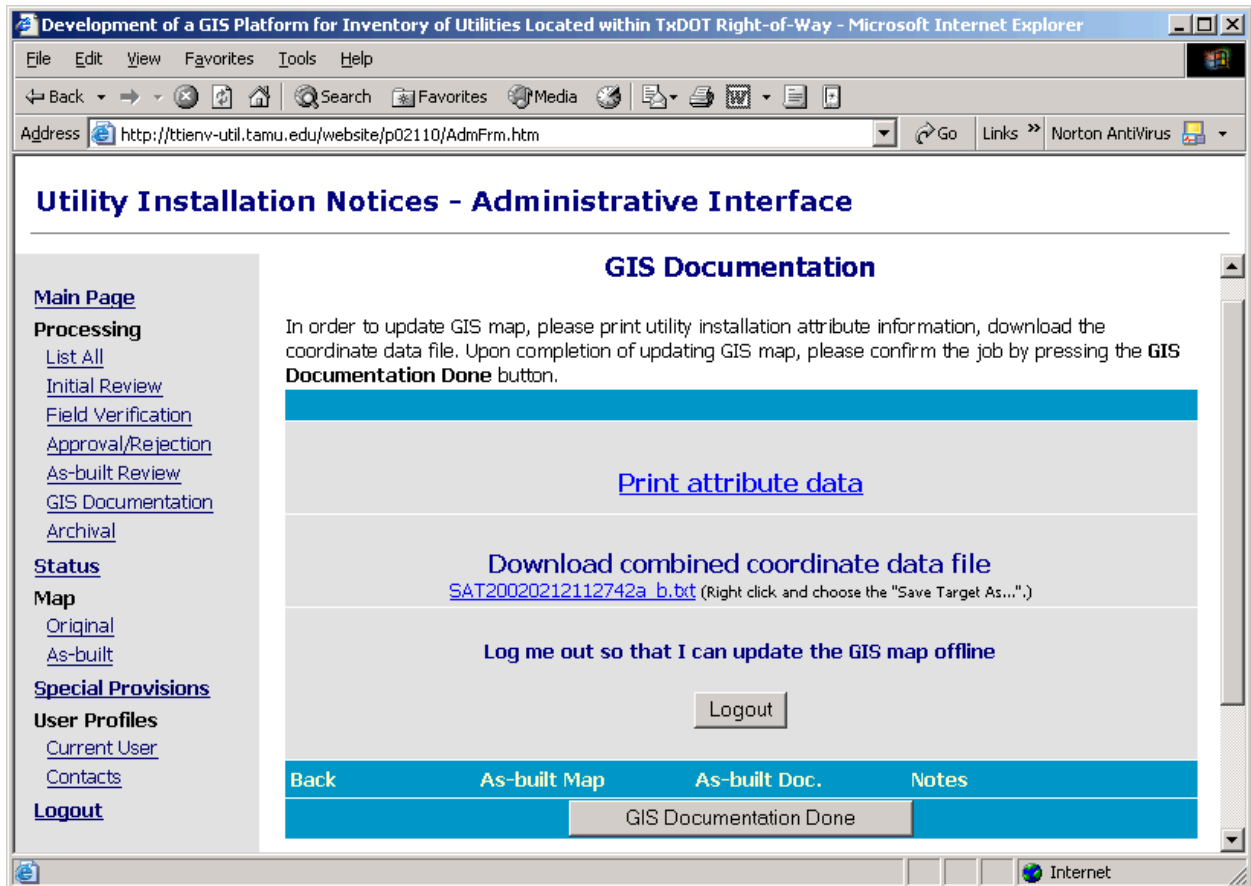 Development of a GIS Platform for Inventory of Utilities Located within TxDOT Right-of-Way - Microsoft Internet Explorer
File Edit View Favorites Tools Help
Back Search Favorites Media
Address http://ttienv-util.tamu.edu/website/p02110/AdmFrm.htm Go Links » Norton AntiVirus
Utility Installation Notices - Administrative Interface
Main Page
Processing
List All
Initial Review
Field Verification
Approval/Rejection
As-built Review
GIS Documentation
Archival
Status
Map
Original
As-built
Special Provisions
User Profiles
Current User
Contacts
Logout
GIS Documentation
In order to update GIS map, please print utility installation attribute information, download the
coordinate data file. Upon completion of updating GIS map, please confirm the job by pressing the GIS
Documentation Done button.
Print attribute data
Download combined coordinate data file
SAT20020212112742a_b.txt (Right click and choose the "Save Target As...".)
Log me out so that I can update the GIS map offline
Logout
Back As-built Map As-built Doc. Notes
GIS Documentation Done
Internet